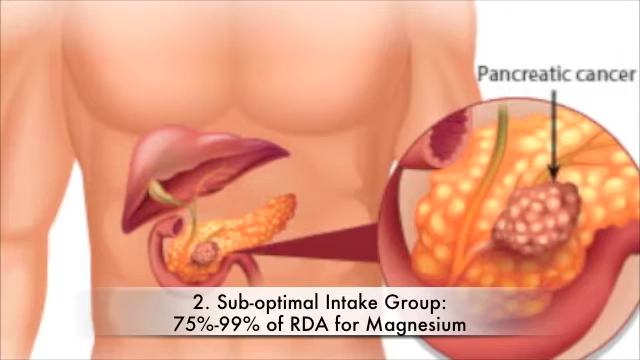 Pancreatic cancer
2. Sub-optimal Intake Group:
75%-99% of RDA for Magnesium